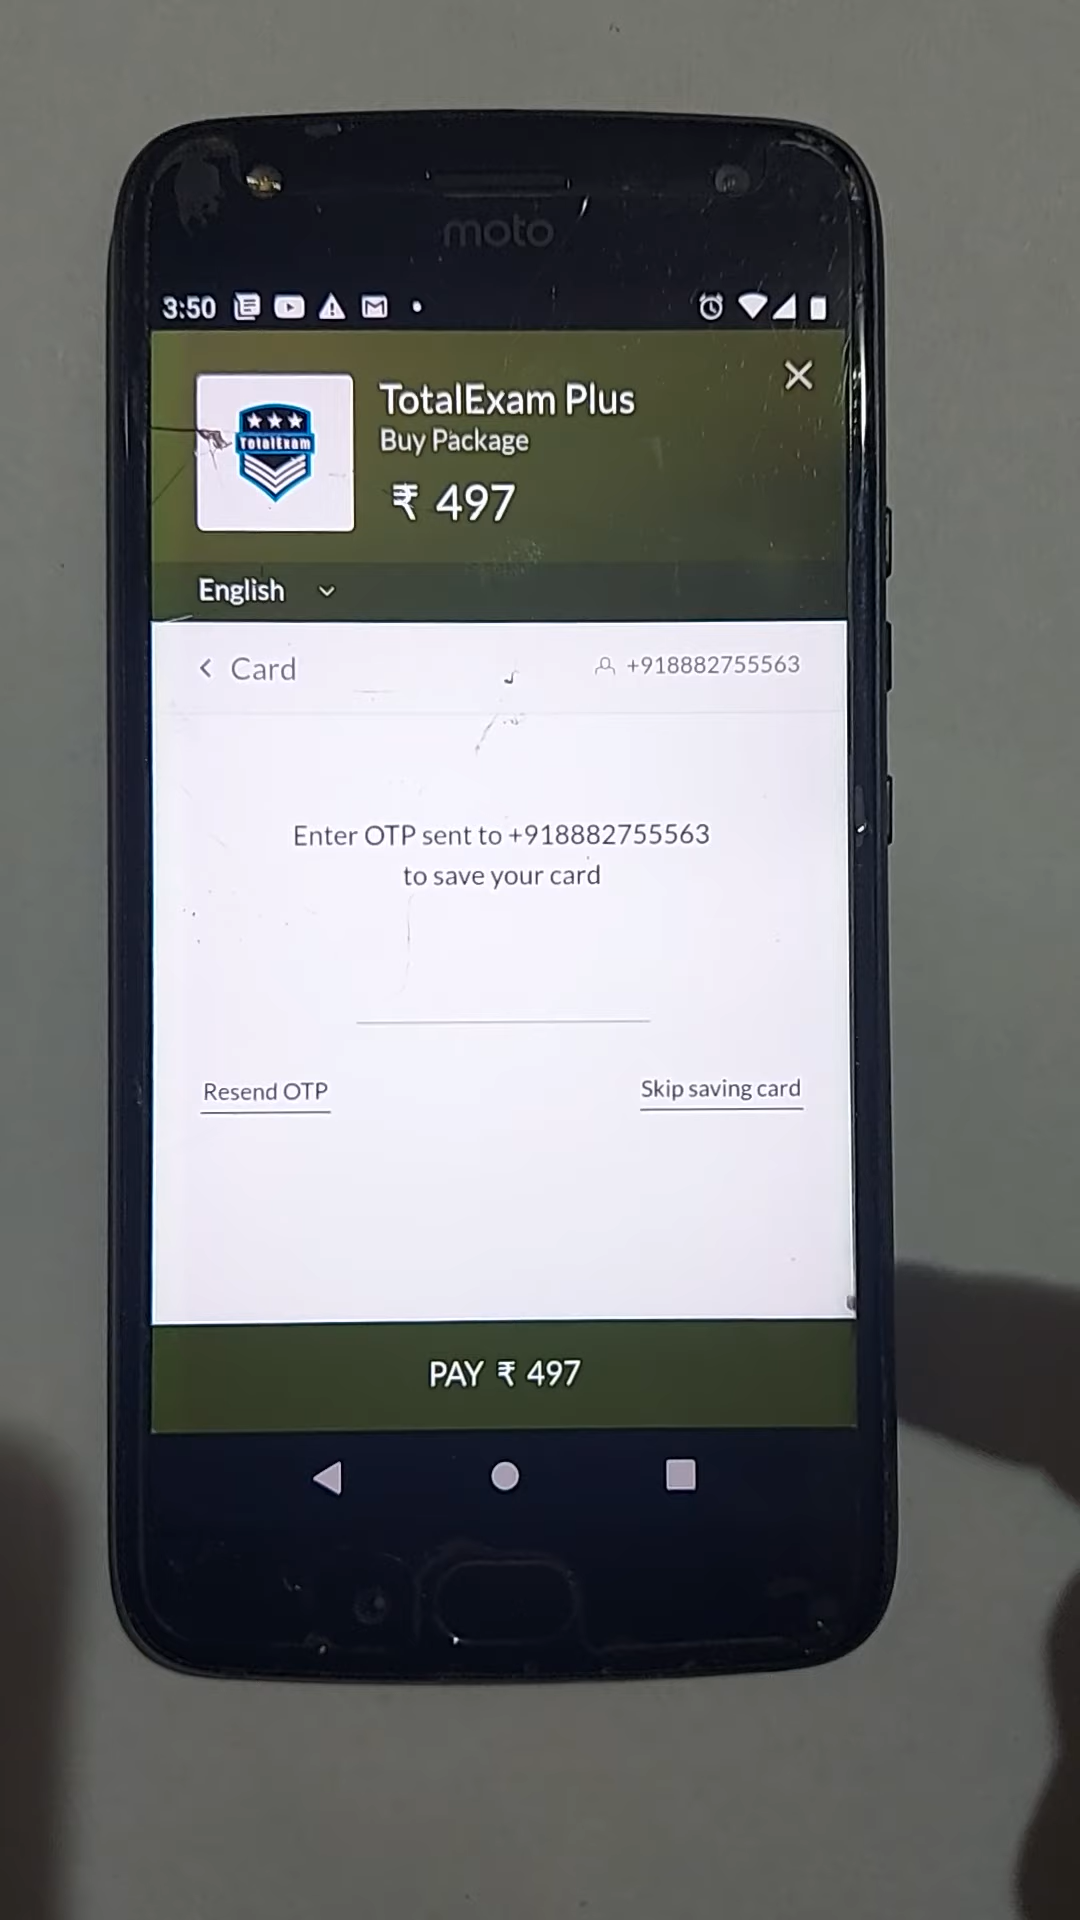 moto
3:50
TotalExam
TotalExam Plus
Buy Package
₹ 497
English
Card
+918882755563
Enter OTP sent to +918882755563
to save your card
Resend OTP
Skip saving card
PAY ₹ 497